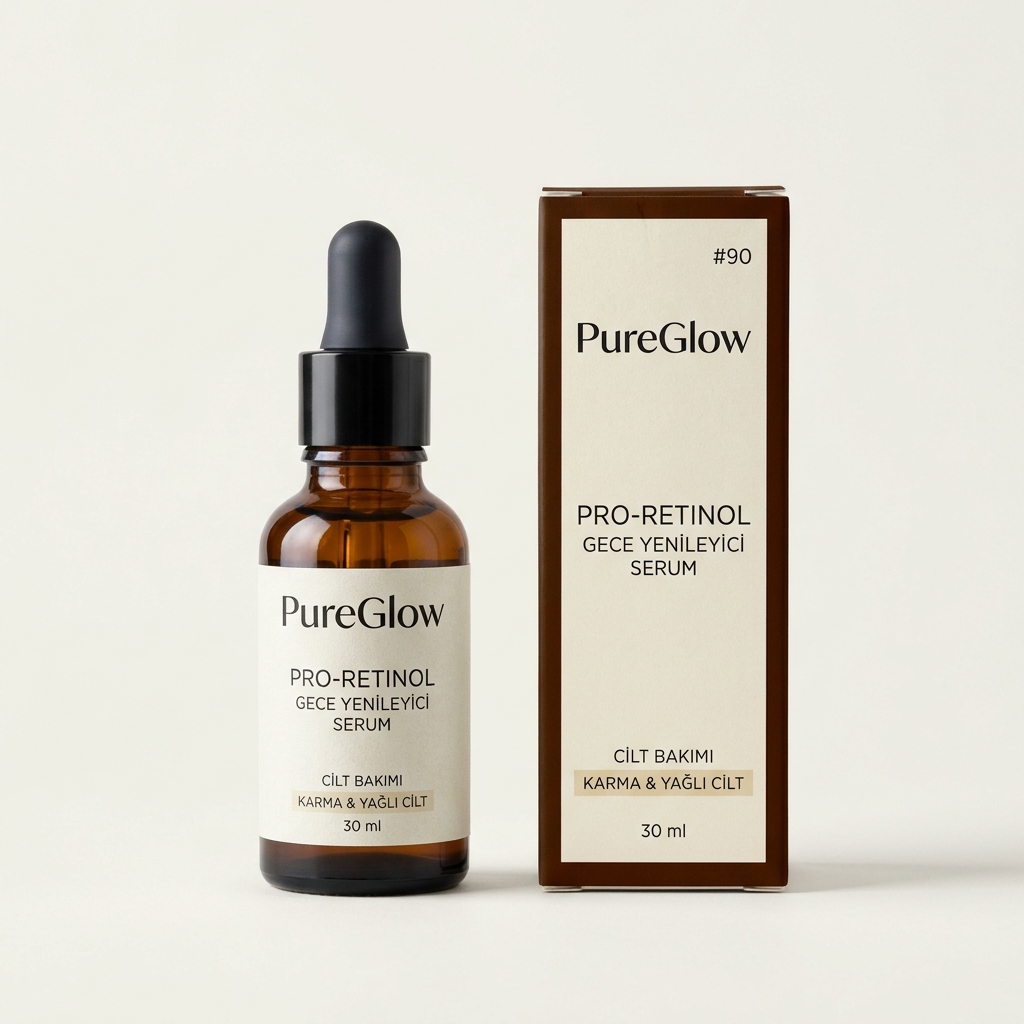 PureGlow
PRO-RETINOL
GECE YENİLEYİCİ
SERUM
CİLT BAKIMI
KARMA & YAĞLI CİLT
30 ml
#90
PureGlow
PRO-RETINOL
GECE YENİLEYİCİ
SERUM
CİLT BAKIMI
KARMA & YAĞLI CİLT
30 ml